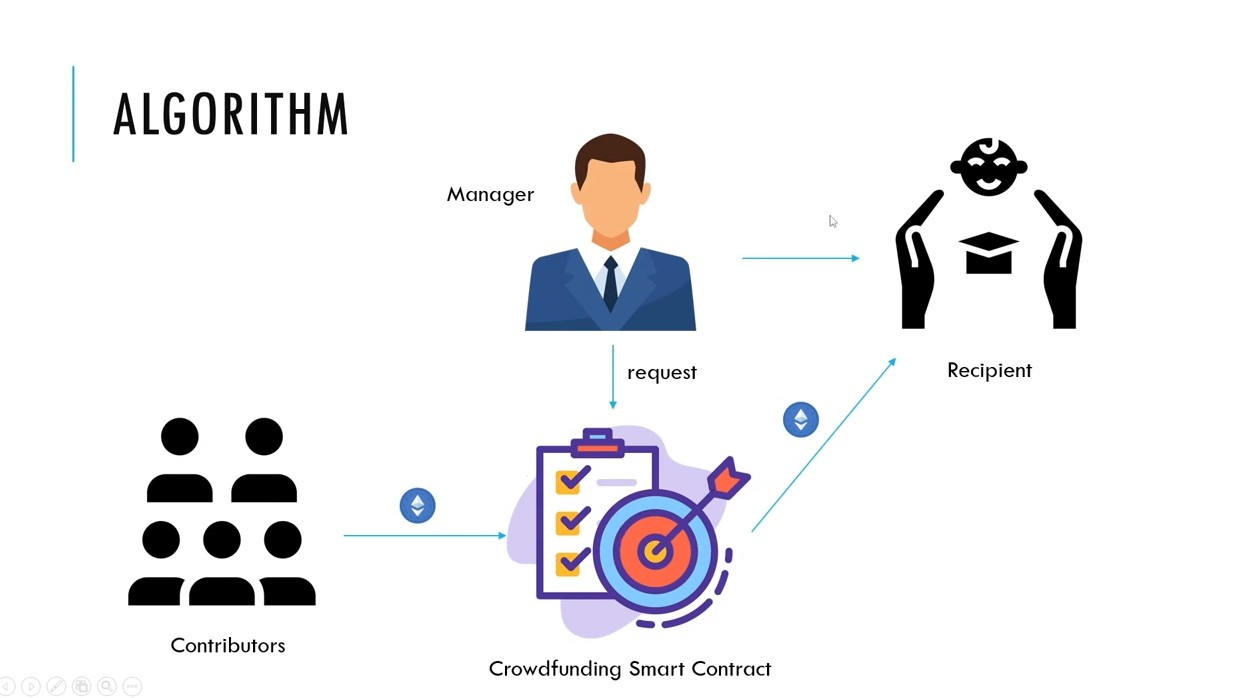 ALGORITHM
Manager
request
Recipient
Contributors
Crowdfunding Smart Contract